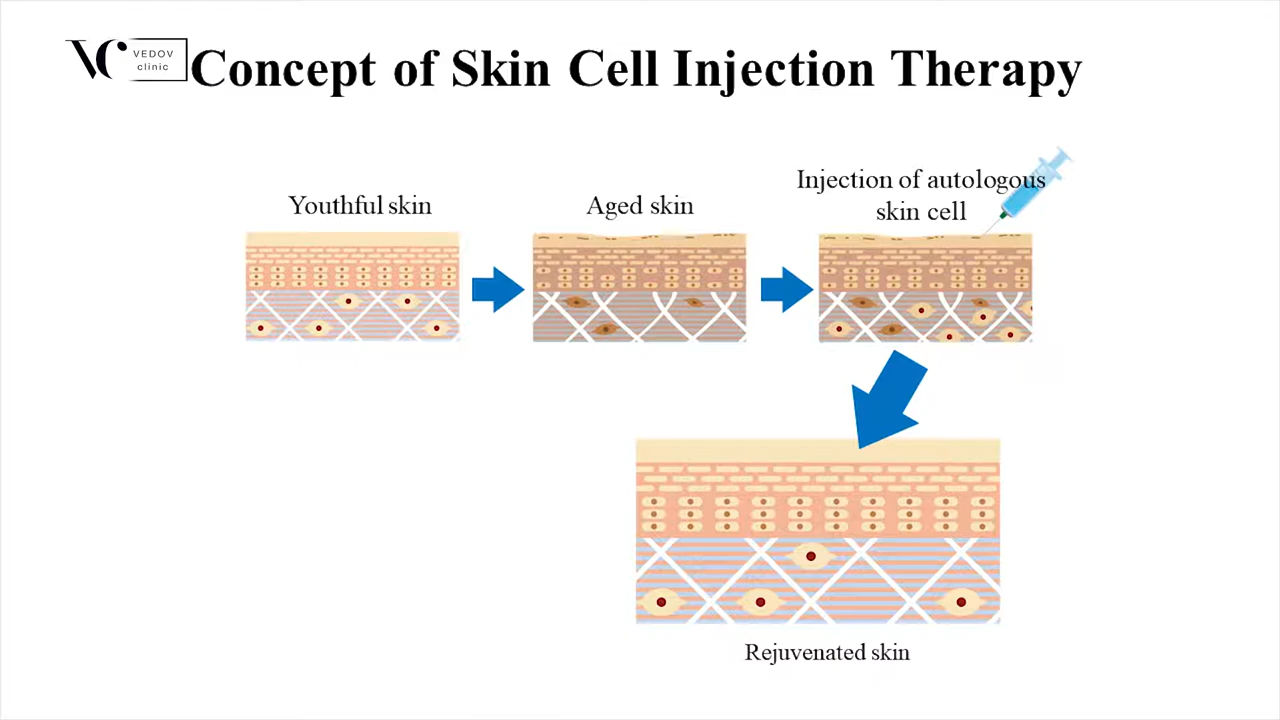 VC VEDOV
clinic
Concept of Skin Cell Injection Therapy
Youthful skin
Aged skin
Injection of autologous
skin cell
Rejuvenated skin